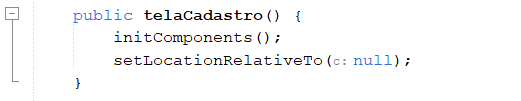 public telaCadastro() {
initComponents();
setLocationRelativeTo(c: null);
}